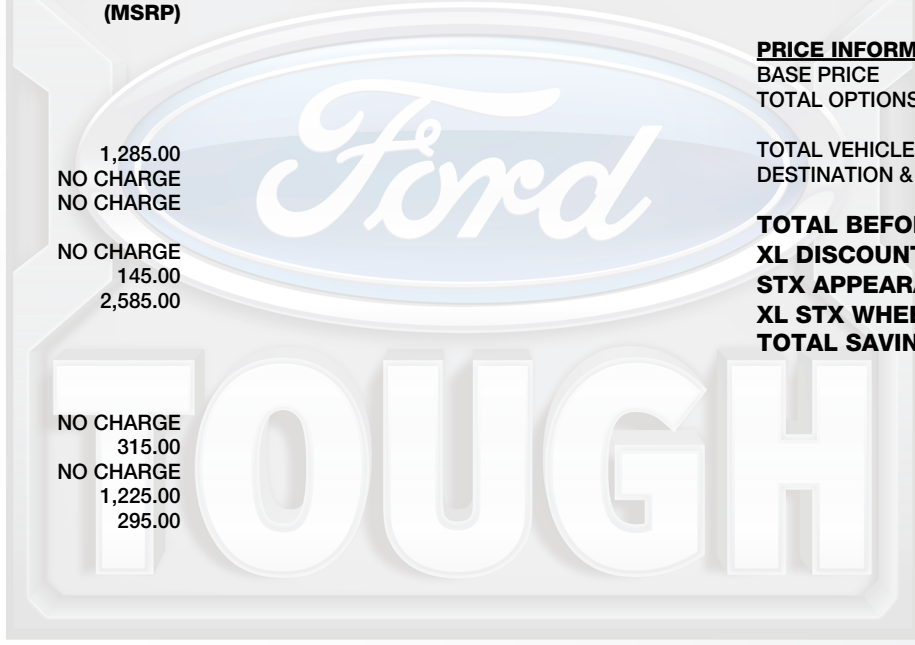 (MSRP)
1,285.00
NO CHARGE
NO CHARGE
NO CHARGE
145.00
2,585.00
NO CHARGE
315.00
NO CHARGE
1,225.00
295.00
PRICE INFORM
BASE PRICE
TOTAL OPTIONS
TOTAL VEHICLE
DESTINATION &
TOTAL BEFO
XL DISCOUNT
STX APPEARA
XL STX WHEE
TOTAL SAVIN
Ford
TOUGH